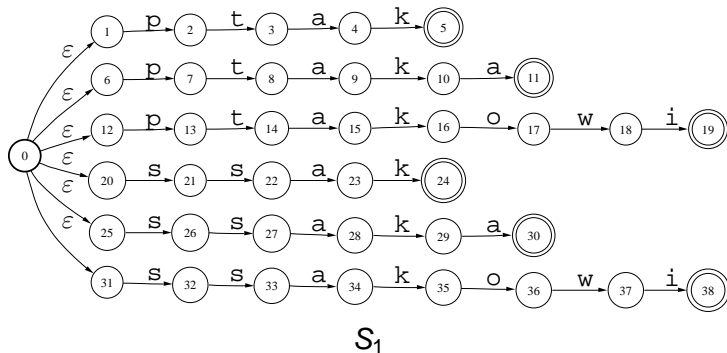 p t a k
1 2 3 4 5
ε
p t a k a
6 7 8 9 10 11
ε
p t a k o w i
12 13 14 15 16 17 18 19
ε
0
ε
s s a k
20 21 22 23 24
ε
s s a k a
25 26 27 28 29 30
ε
s s a k o w i
31 32 33 34 35 36 37 38
S1